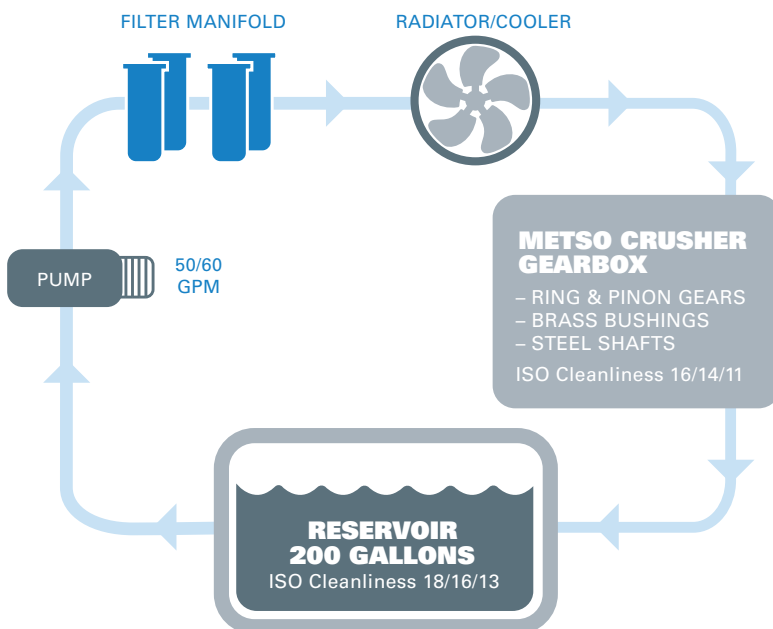 FILTER MANIFOLD
RADIATOR/COOLER
PUMP
50/60
GPM
METSO CRUSHER
GEARBOX
– RING & PINON GEARS
– BRASS BUSHINGS
– STEEL SHAFTS
ISO Cleanliness 16/14/11
RESERVOIR
200 GALLONS
ISO Cleanliness 18/16/13